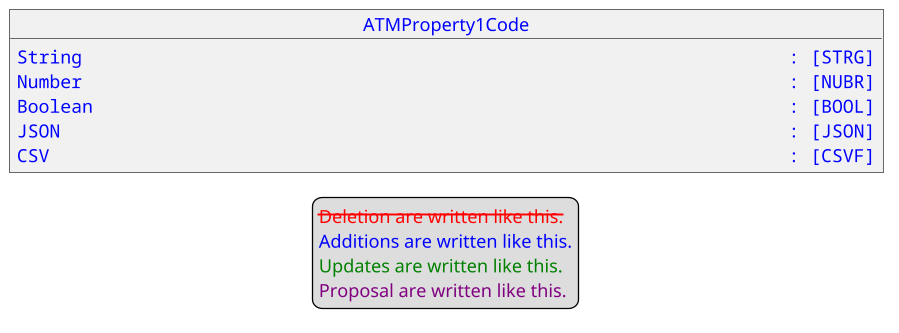 ATMProperty1Code
String : [STRG]
Number : [NUBR]
Boolean : [BOOL]
JSON : [JSON]
CSV : [CSVF]
Deletion are written like this.
Additions are written like this.
Updates are written like this.
Proposal are written like this.